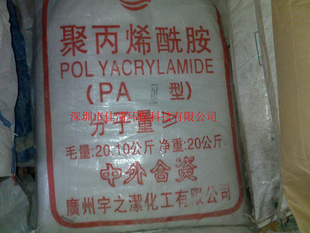 聚丙烯酰胺
POLYACRYLAMIDE
(PA 型)
分子量≥
毛量:20.10公斤 净重:20公斤
中外合资
廣州宇之潔化工有限公司